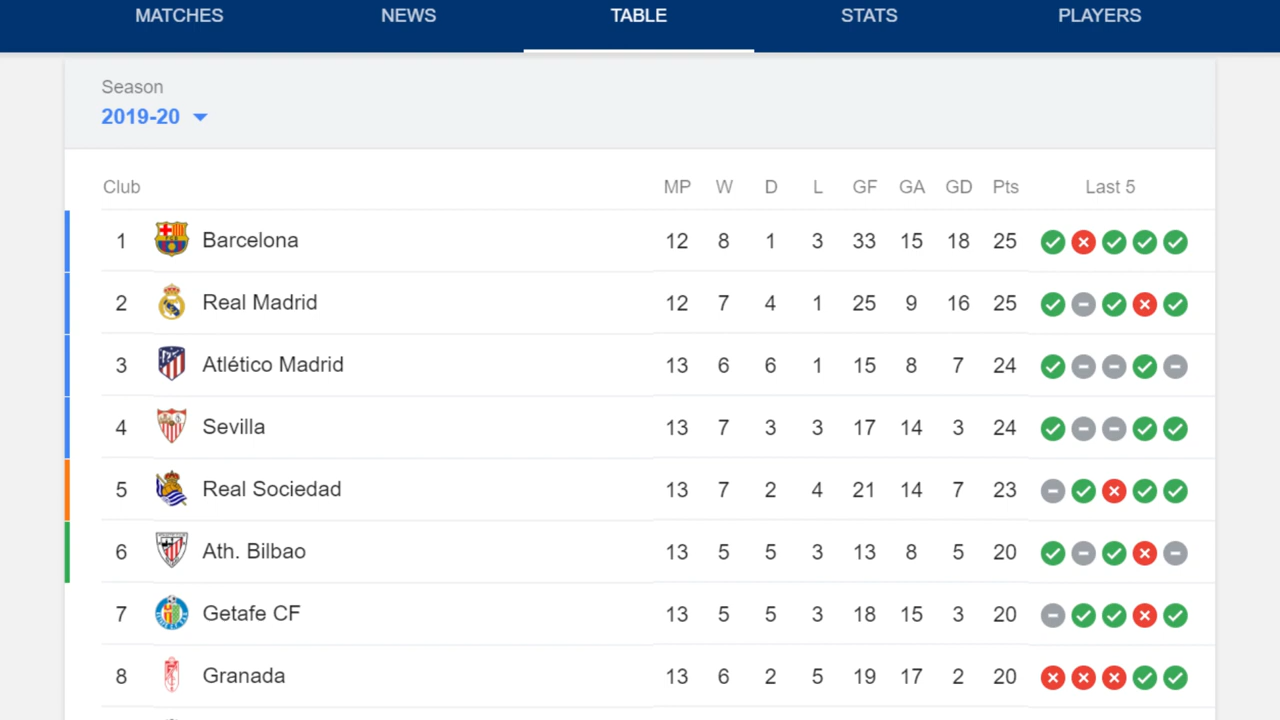 MATCHES NEWS TABLE STATS PLAYERS
Season
2019-20
Club MP W D L GF GA GD Pts Last 5
1 Barcelona 12 8 1 3 33 15 18 25
2 Real Madrid 12 7 4 1 25 9 16 25
3 Atlético Madrid 13 6 6 1 15 8 7 24
4 Sevilla 13 7 3 3 17 14 3 24
5 Real Sociedad 13 7 2 4 21 14 7 23
6 Ath. Bilbao 13 5 5 3 13 8 5 20
7 Getafe CF 13 5 5 3 18 15 3 20
8 Granada 13 6 2 5 19 17 2 20